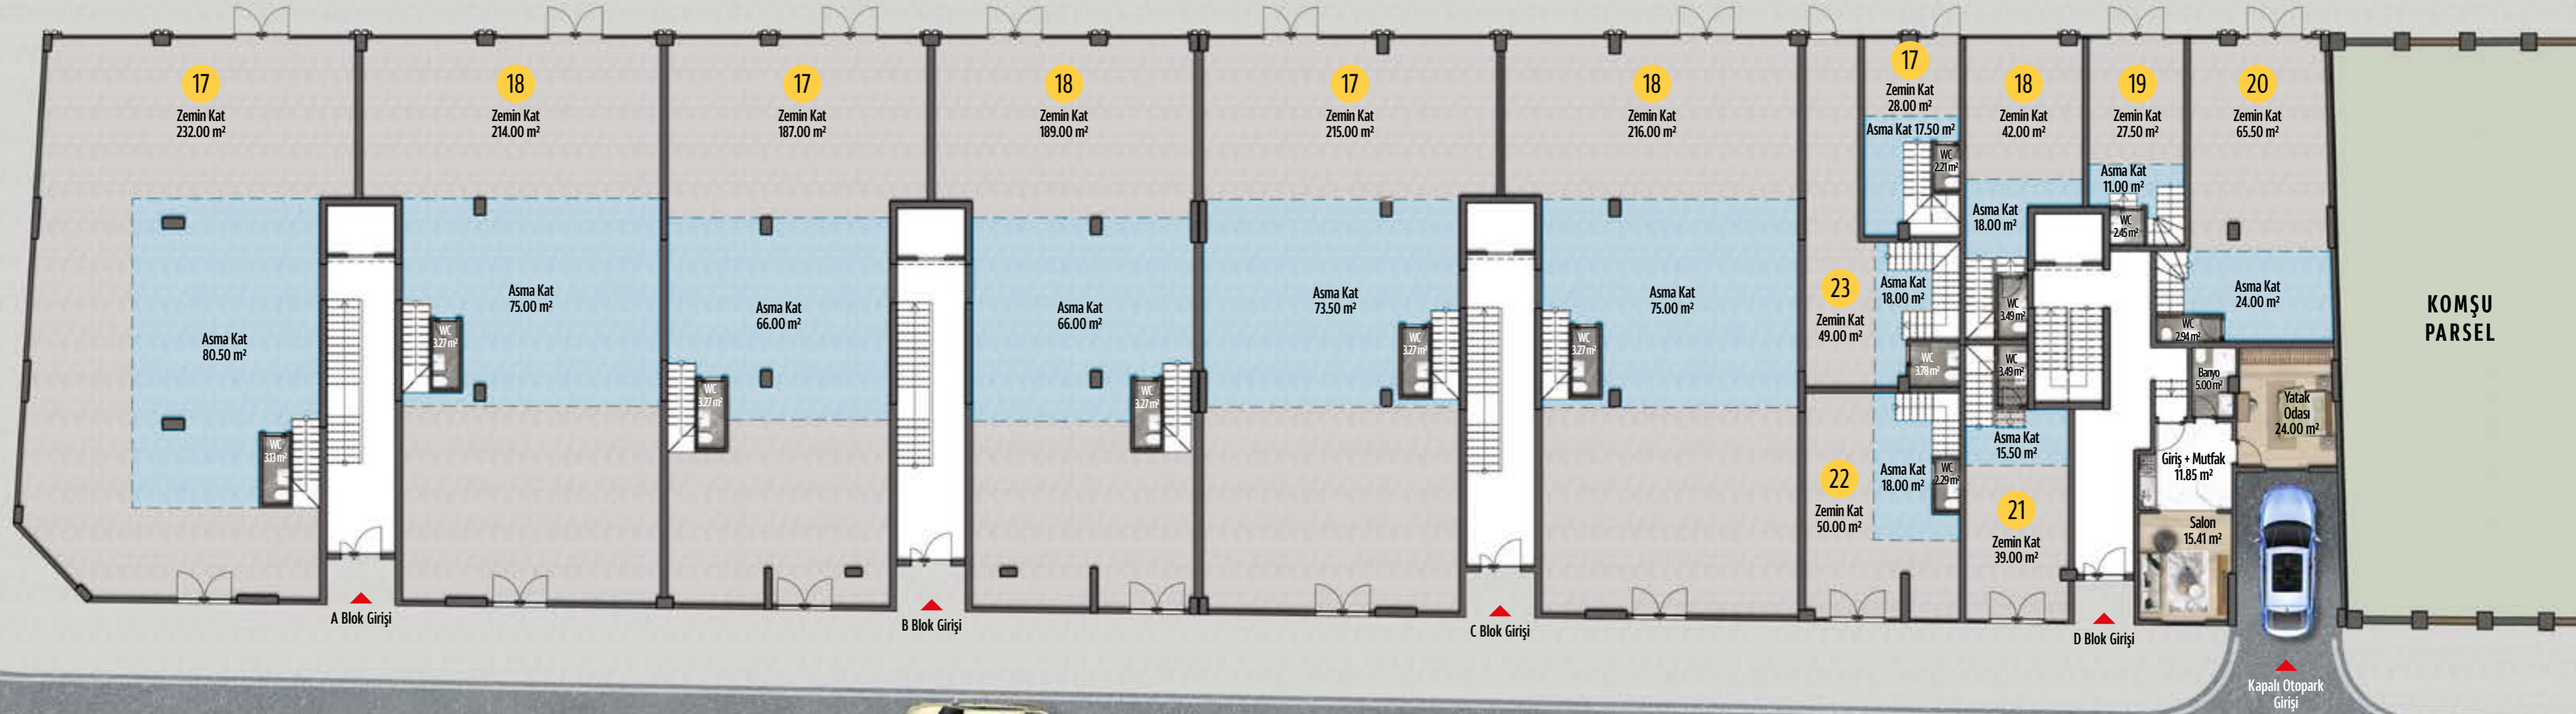 17
Zemin Kat
232.00 m²
18
Zemin Kat
214.00 m²
17
Zemin Kat
187.00 m²
18
Zemin Kat
189.00 m²
17
Zemin Kat
215.00 m²
18
Zemin Kat
216.00 m²
17
Zemin Kat
28.00 m²
18
Zemin Kat
42.00 m²
19
Zemin Kat
27.50 m²
20
Zemin Kat
65.50 m²
Asma Kat 17.50 m²
WC
2.21 m²
Asma Kat
18.00 m²
Asma Kat
11.00 m²
WC
2.45 m²
Asma Kat
80.50 m²
WC
3.13 m²
Asma Kat
75.00 m²
WC
3.27 m²
Asma Kat
66.00 m²
WC
3.27 m²
Asma Kat
66.00 m²
WC
3.27 m²
Asma Kat
73.50 m²
WC
3.27 m²
Asma Kat
75.00 m²
WC
3.27 m²
23
Zemin Kat
49.00 m²
Asma Kat
18.00 m²
WC
3.78 m²
WC
3.49 m²
WC
3.49 m²
Asma Kat
24.00 m²
WC
2.94 m²
Banyo
5.00 m²
Yatak
Odası
24.00 m²
KOMŞU
PARSEL
22
Zemin Kat
50.00 m²
Asma Kat
18.00 m²
WC
2.29 m²
Asma Kat
15.50 m²
21
Zemin Kat
39.00 m²
Giriş + Mutfak
11.85 m²
Salon
15.41 m²
A Blok Girişi
B Blok Girişi
C Blok Girişi
D Blok Girişi
Kapalı Otopark
Girişi